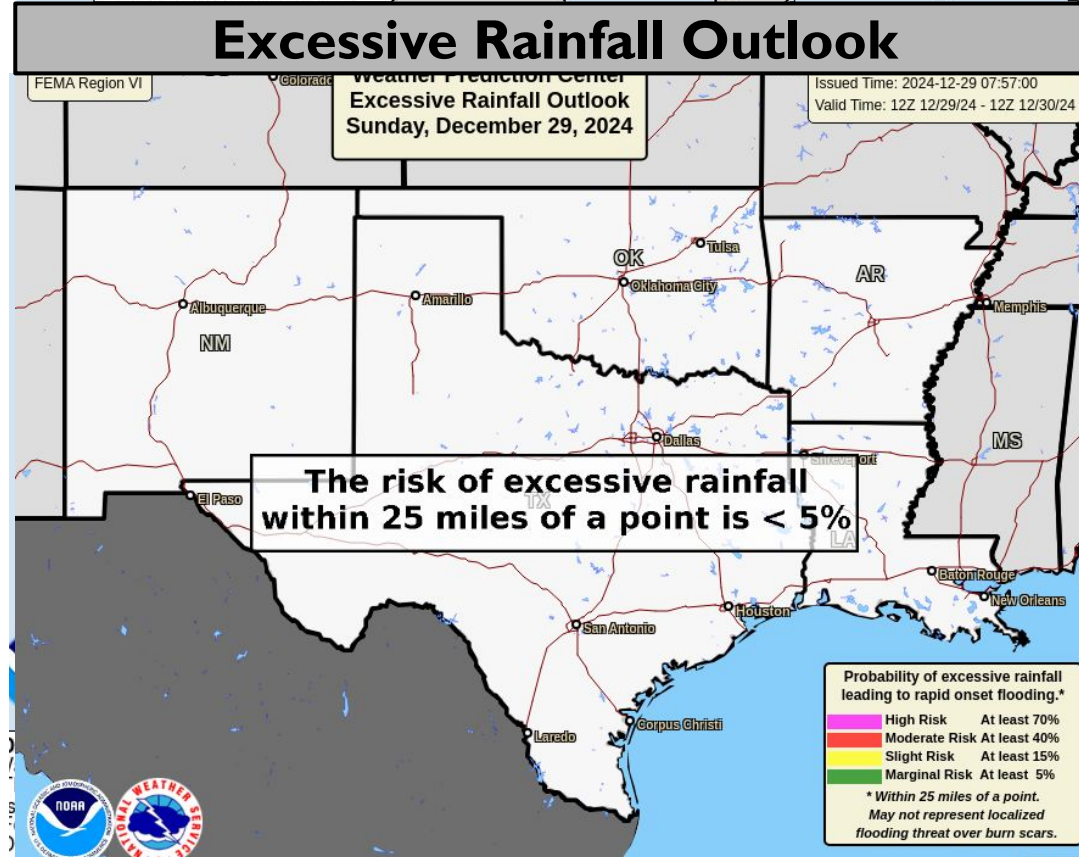 Excessive Rainfall Outlook
FEMA Region VI
Weather Prediction Center
Excessive Rainfall Outlook
Sunday, December 29, 2024
Issued Time: 2024-12-29 07:57:00
Valid Time: 12Z 12/29/24 - 12Z 12/30/24
Colorado
Tulsa
OK
Oklahoma City
AR
Albuquerque
Amarillo
Memphis
NM
Dallas
MS
Shreveport
The risk of excessive rainfall
within 25 miles of a point is < 5%
El Paso
TX
LA
Baton Rouge
New Orleans
Houston
San Antonio
Corpus Christi
Laredo
Probability of excessive rainfall
leading to rapid onset flooding.*
High Risk At least 70%
Moderate Risk At least 40%
Slight Risk At least 15%
Marginal Risk At least 5%
* Within 25 miles of a point.
May not represent localized
flooding threat over burn scars.
NOAA
NATIONAL WEATHER SERVICE